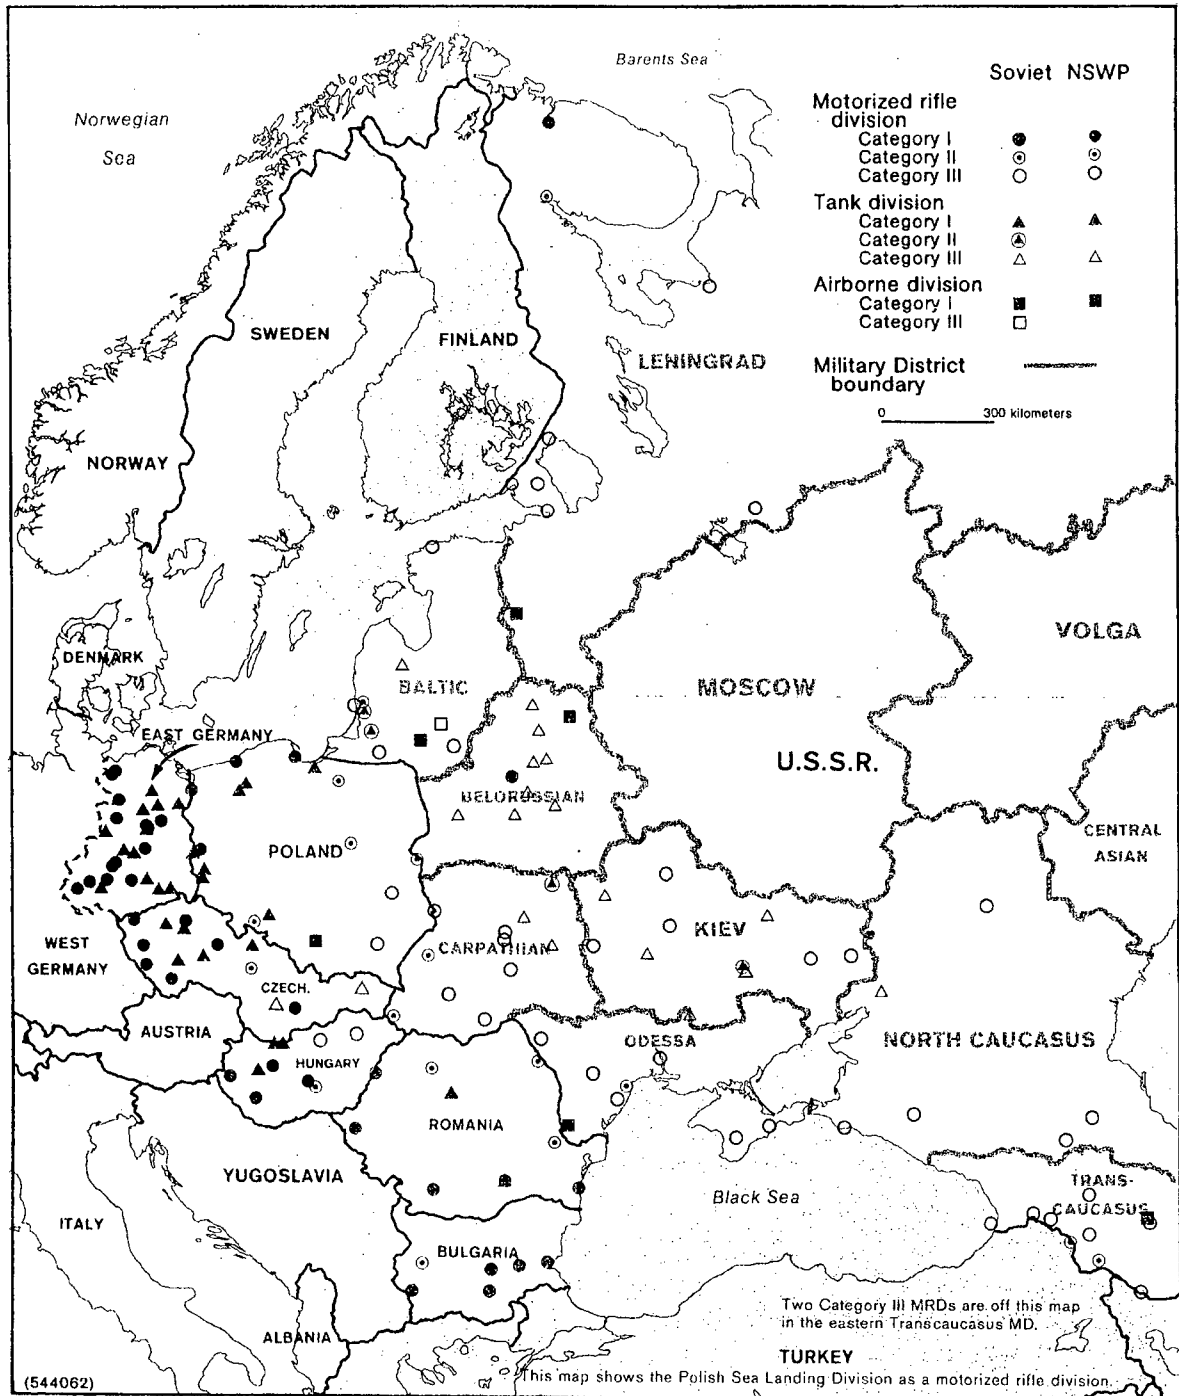 Barents Sea
Norwegian
Sea
Soviet NSWP
Motorized rifle
division
Category I
Category II
Category III
Tank division
Category I
Category II
Category III
Airborne division
Category I
Category III
Military District
boundary
0 300 kilometers
SWEDEN
FINLAND
LENINGRAD
NORWAY
VOLGA
DENMARK
BALTIC
MOSCOW
EAST GERMANY
U.S.S.R.
BELORUSSIAN
CENTRAL
ASIAN
POLAND
KIEV
WEST
GERMANY
CARPATHIAN
CZECH.
AUSTRIA
HUNGARY
ODESSA
NORTH CAUCASUS
ROMANIA
YUGOSLAVIA
Black Sea
TRANS-
CAUCASUS
ITALY
BULGARIA
Two Category III MRDs are off this map
in the eastern Transcaucasus MD.
ALBANIA
TURKEY
(544062)
This map shows the Polish Sea Landing Division as a motorized rifle division.